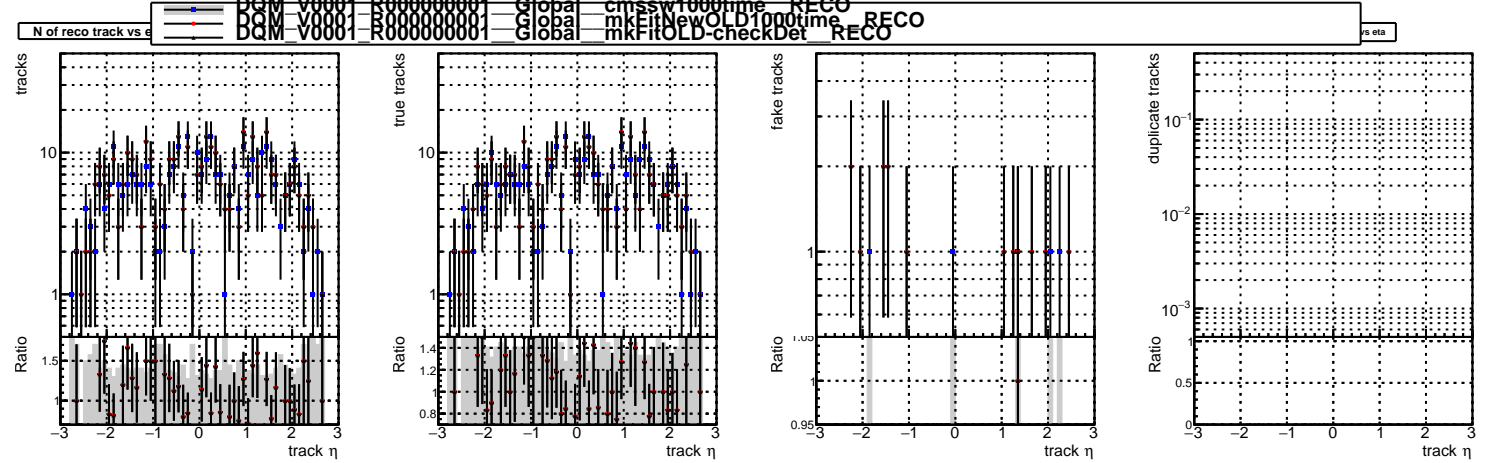 DQM_V0001_R000000001__Global__cmssw1000time__RECO
DQM_V0001_R000000001__Global__mkFitNewOLD1000time__RECO
DQM_V0001_R000000001__Global__mkFitOLD-checkDet__RECO
N of reco track vs e
vs eta
tracks
10
1
Ratio
1.5
1
−3 −2 −1 0 1 2 3
track η
true tracks
10
1
Ratio
1.4
1.2
1
0.8
−3 −2 −1 0 1 2 3
track η
fake tracks
1
Ratio
1.05
1
0.95
−3 −2 −1 0 1 2 3
track η
duplicate tracks
10⁻¹
10⁻²
10⁻³
Ratio
1
0.5
0
−3 −2 −1 0 1 2 3
track η